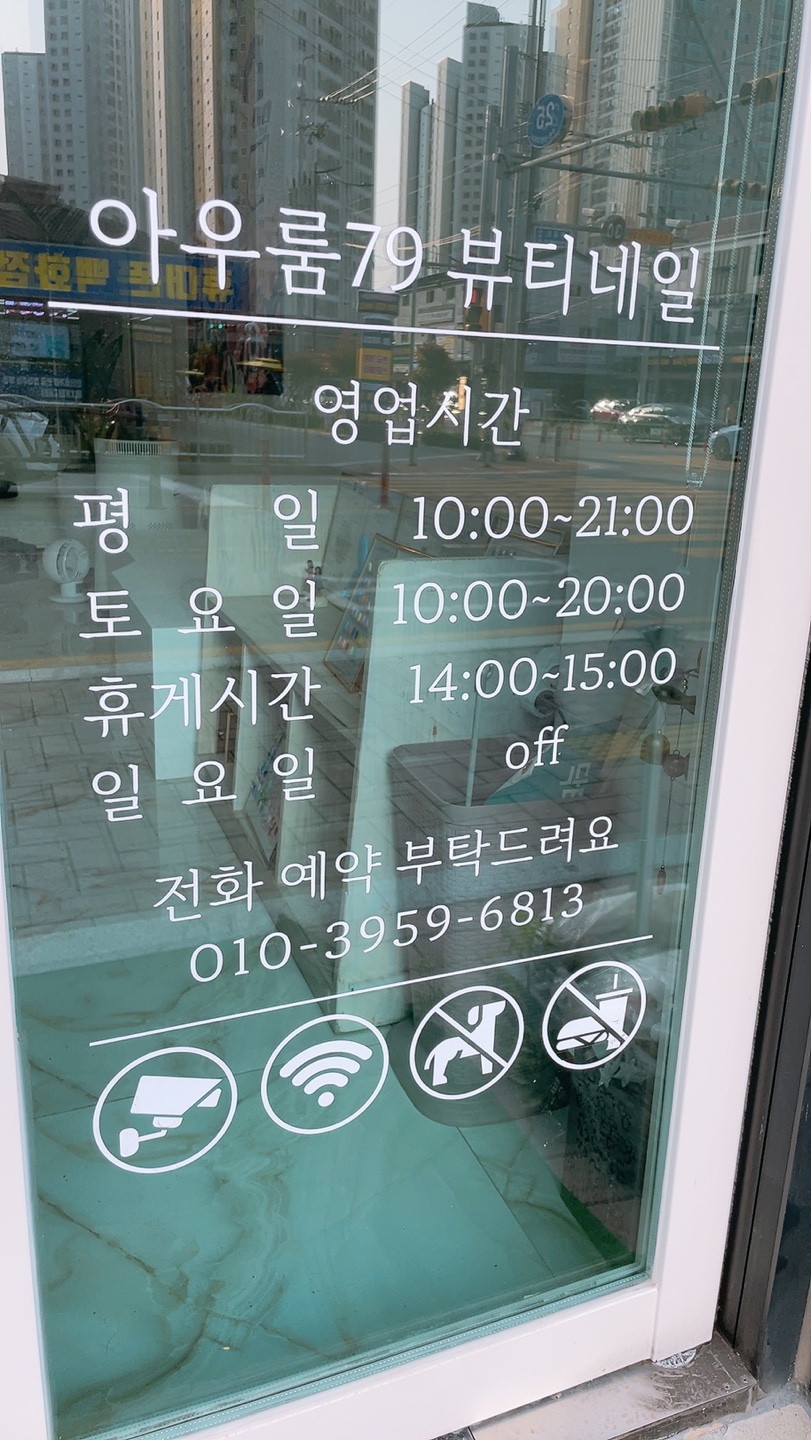 아우룸79 뷰티네일
영업시간
평 일 10:00~21:00
토 요 일 10:00~20:00
휴게시간 14:00~15:00
일 요 일 off
전화 예약 부탁드려요
010-3959-6813